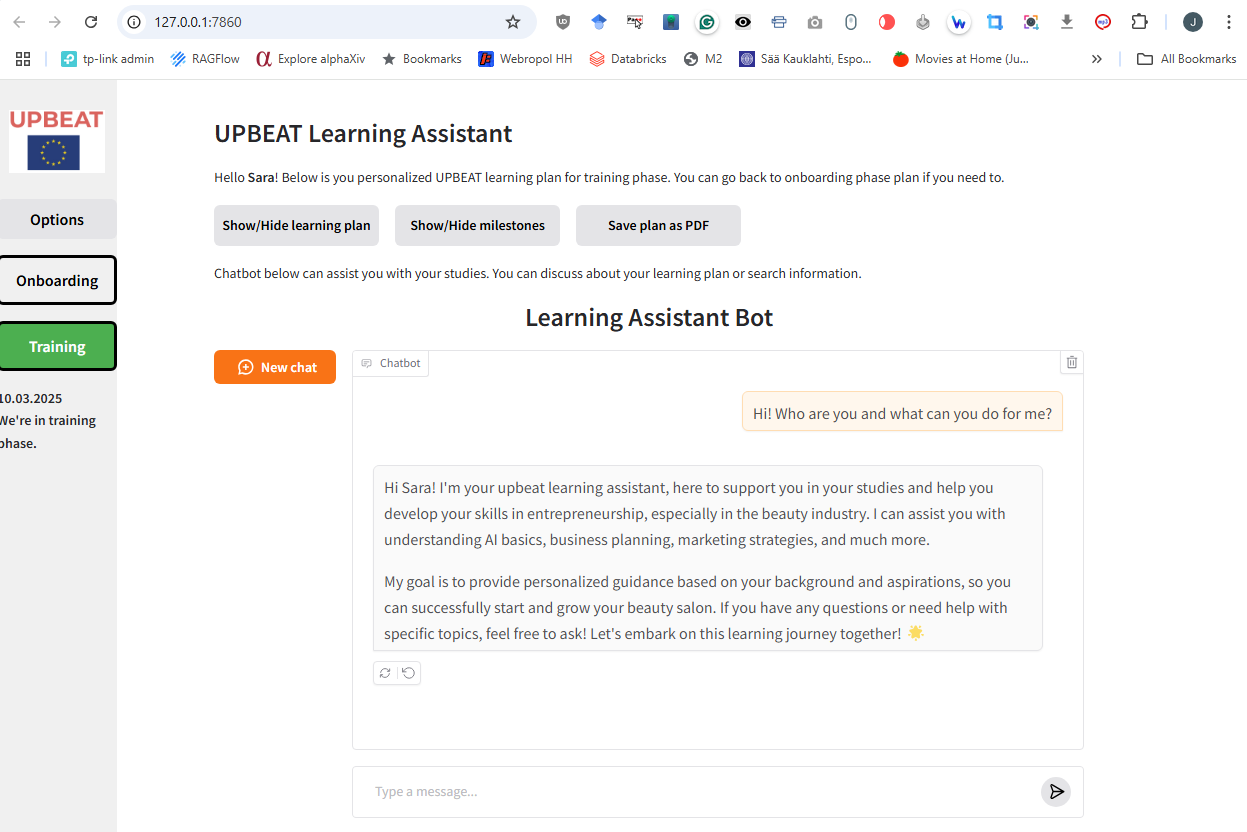 127.0.0.1:7860
J
tp-link admin
RAGFlow
Explore alphaXiv
Bookmarks
Webropol HH
Databricks
M2
Sää Kauklahti, Espo...
Movies at Home (Ju...
All Bookmarks
UPBEAT
Options
Onboarding
Training
10.03.2025
We're in training
phase.
UPBEAT Learning Assistant
Hello Sara! Below is you personalized UPBEAT learning plan for training phase. You can go back to onboarding phase plan if you need to.
Show/Hide learning plan
Show/Hide milestones
Save plan as PDF
Chatbot below can assist you with your studies. You can discuss about your learning plan or search information.
Learning Assistant Bot
New chat
Chatbot
Hi! Who are you and what can you do for me?
Hi Sara! I'm your upbeat learning assistant, here to support you in your studies and help you
develop your skills in entrepreneurship, especially in the beauty industry. I can assist you with
understanding AI basics, business planning, marketing strategies, and much more.
My goal is to provide personalized guidance based on your background and aspirations, so you
can successfully start and grow your beauty salon. If you have any questions or need help with
specific topics, feel free to ask! Let's embark on this learning journey together! 🌟
Type a message...